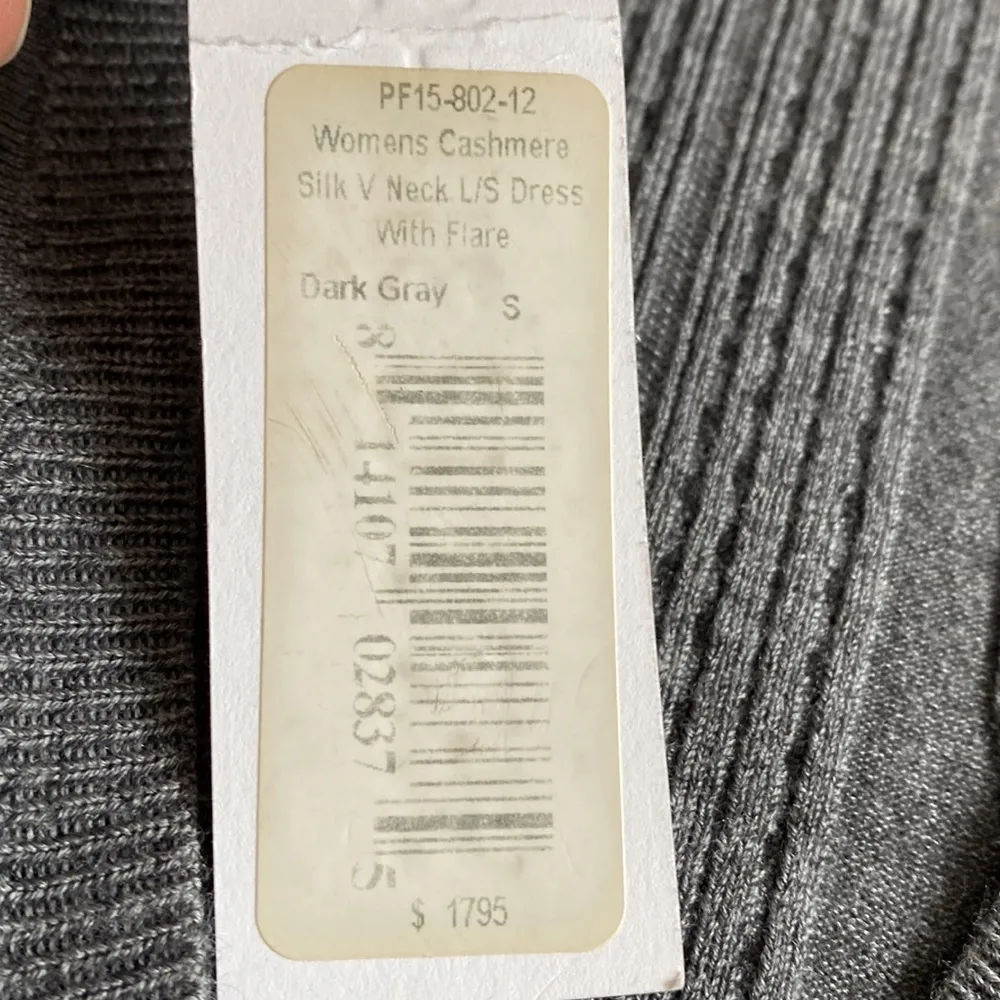 PF15-802-12
Womens Cashmere
Silk V Neck L/S Dress
With Flare
Dark Gray S
8 14107 02837 5
$ 1795